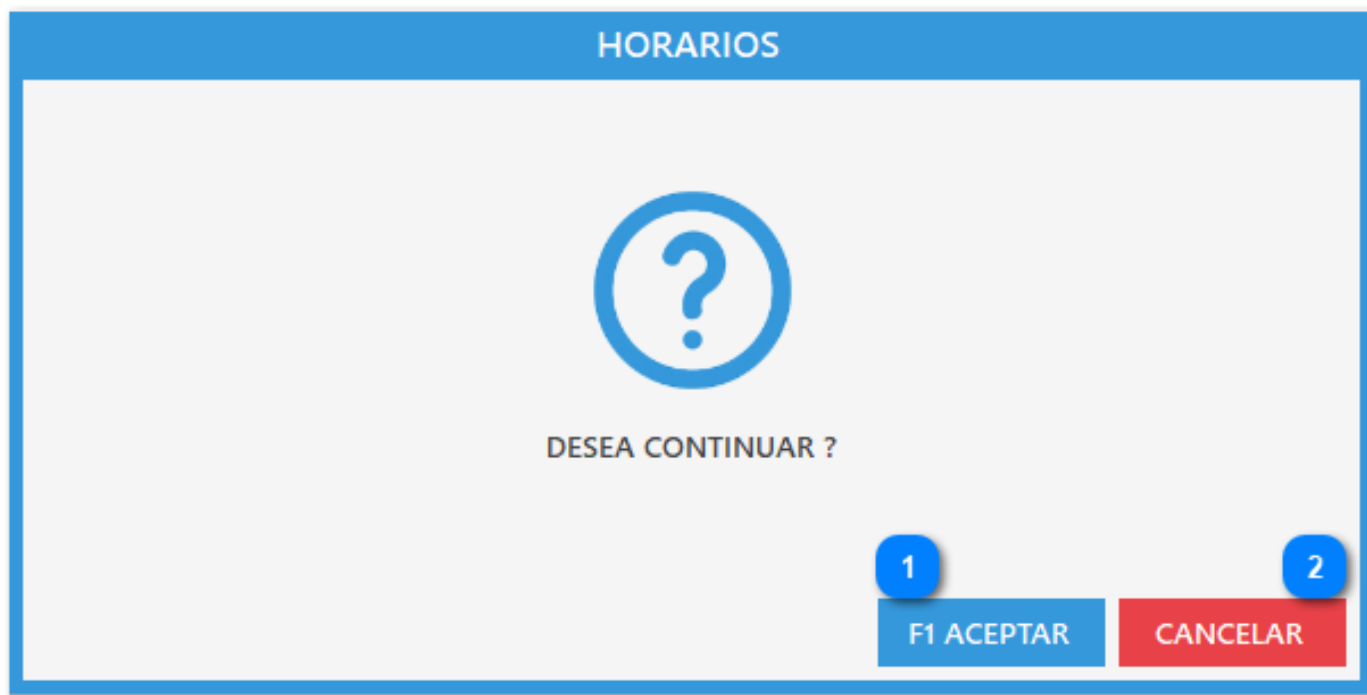 HORARIOS
?
DESEA CONTINUAR ?
1
2
F1 ACEPTAR
CANCELAR